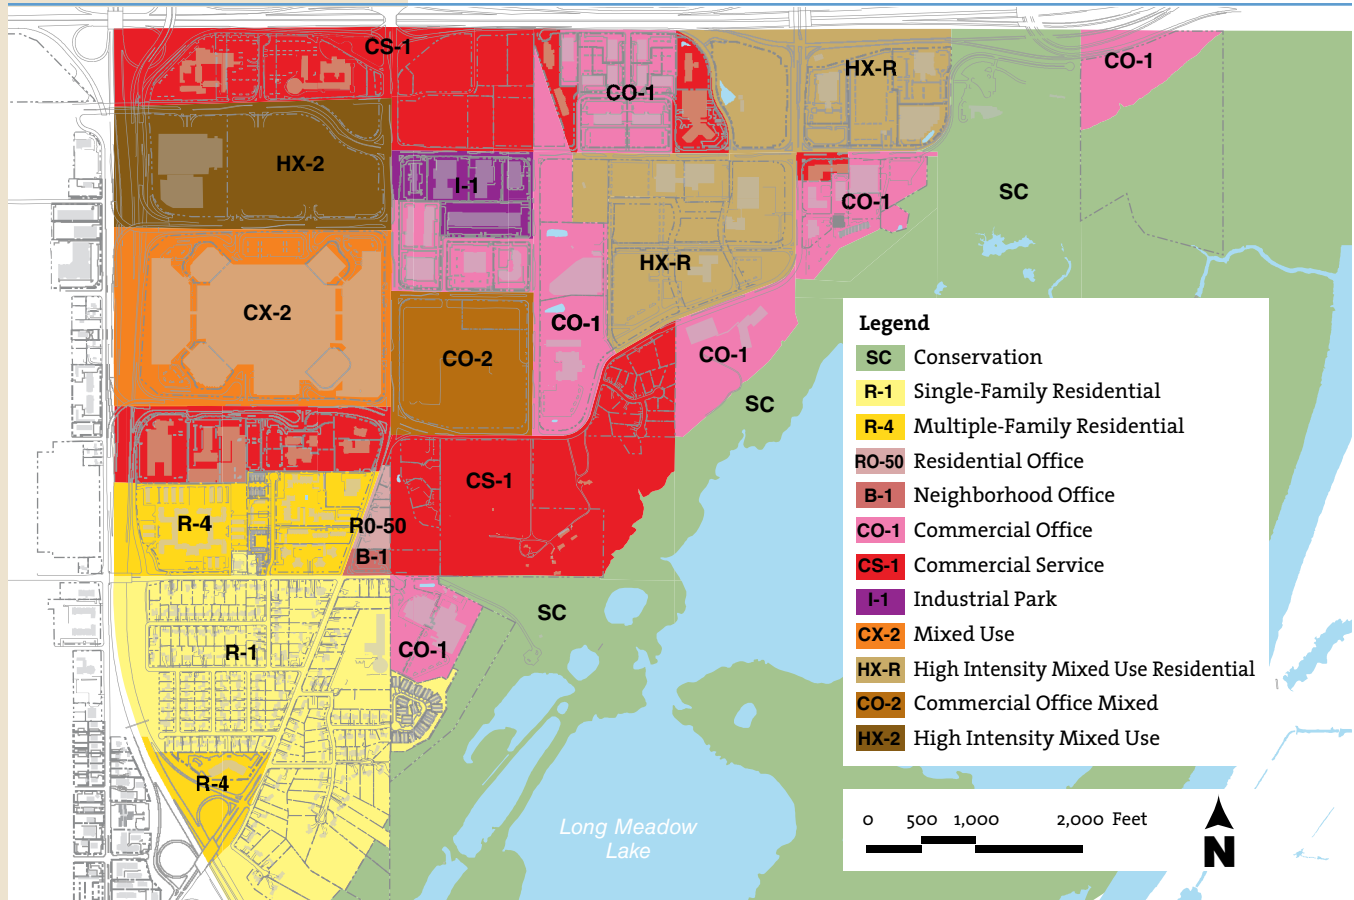 CS-1
CO-1
HX-R
CO-1
HX-2
I-1
SC
CO-1
HX-R
CX-2
CO-1
CO-2
CO-1
SC
CS-1
R-4
R0-50
B-1
SC
R-1
CO-1
R-4
Long Meadow
Lake
Legend
SC Conservation
R-1 Single-Family Residential
R-4 Multiple-Family Residential
RO-50 Residential Office
B-1 Neighborhood Office
CO-1 Commercial Office
CS-1 Commercial Service
I-1 Industrial Park
CX-2 Mixed Use
HX-R High Intensity Mixed Use Residential
CO-2 Commercial Office Mixed
HX-2 High Intensity Mixed Use
0 500 1,000 2,000 Feet
N